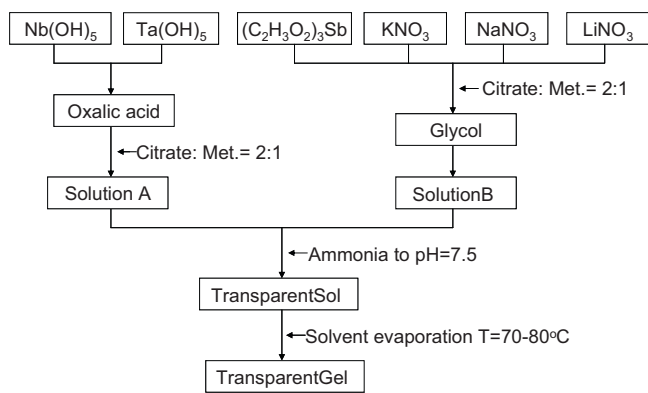 Nb(OH)5
Ta(OH)5
(C2H3O2)3Sb
KNO3
NaNO3
LiNO3
Citrate: Met.= 2:1
Oxalic acid
Glycol
Citrate: Met.= 2:1
Solution A
SolutionB
Ammonia to pH=7.5
TransparentSol
Solvent evaporation T=70-80oC
TransparentGel